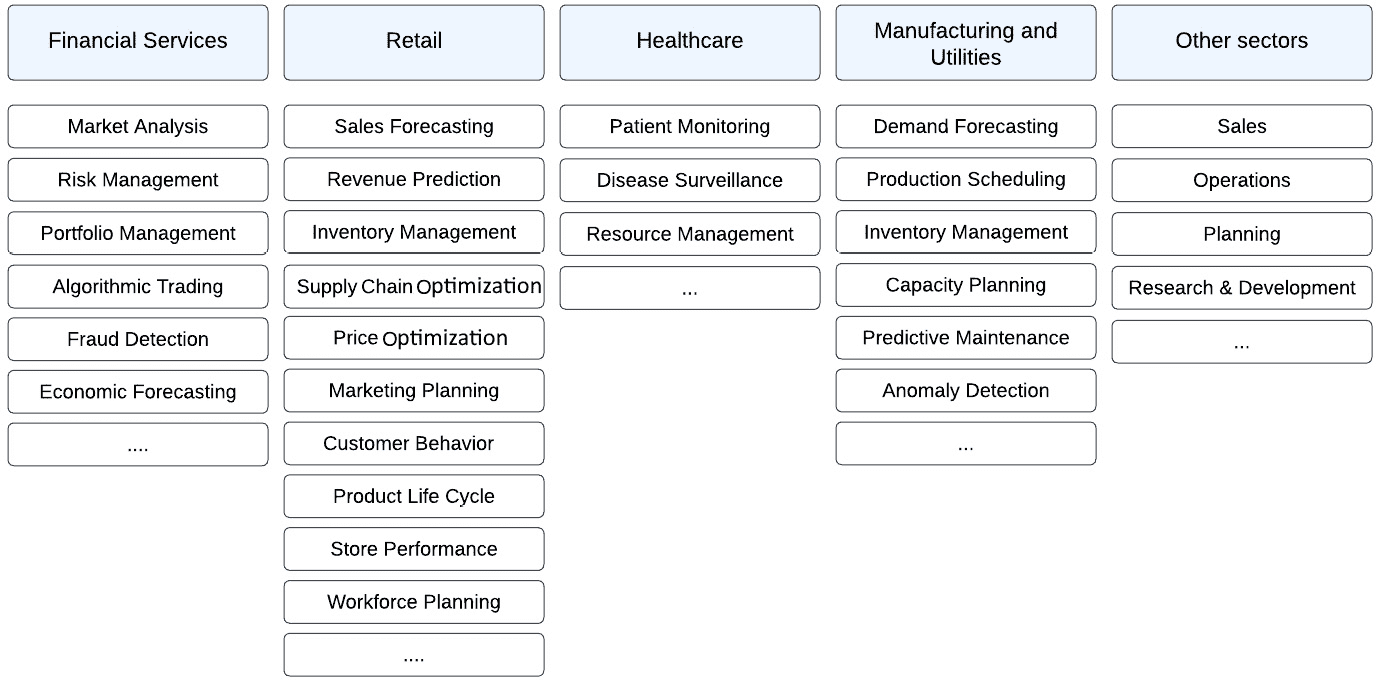 Financial Services
Market Analysis
Risk Management
Portfolio Management
Algorithmic Trading
Fraud Detection
Economic Forecasting
....
Retail
Sales Forecasting
Revenue Prediction
Inventory Management
Supply Chain Optimization
Price Optimization
Marketing Planning
Customer Behavior
Product Life Cycle
Store Performance
Workforce Planning
....
Healthcare
Patient Monitoring
Disease Surveillance
Resource Management
...
Manufacturing and
Utilities
Demand Forecasting
Production Scheduling
Inventory Management
Capacity Planning
Predictive Maintenance
Anomaly Detection
...
Other sectors
Sales
Operations
Planning
Research & Development
...